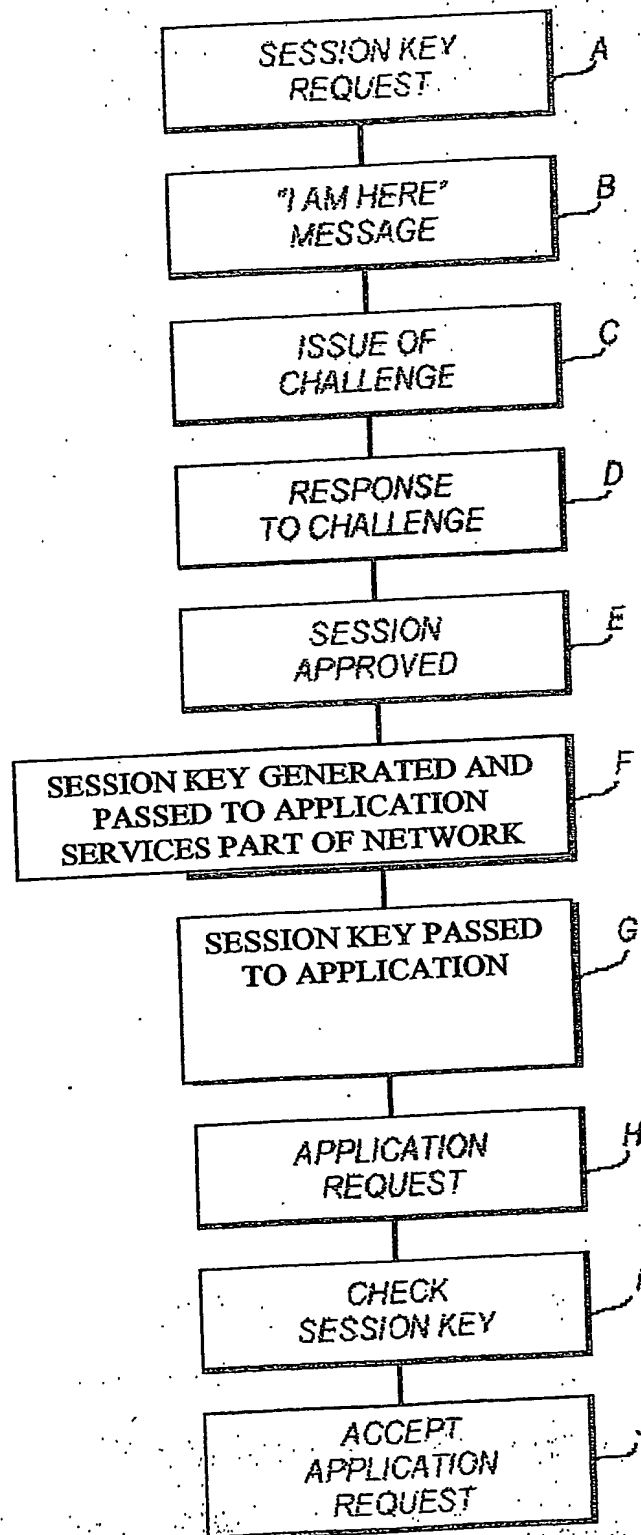 SESSION KEY
REQUEST
A
"I AM HERE"
MESSAGE
B
ISSUE OF
CHALLENGE
C
RESPONSE
TO CHALLENGE
D
SESSION
APPROVED
E
SESSION KEY GENERATED AND
PASSED TO APPLICATION
SERVICES PART OF NETWORK
F
SESSION KEY PASSED
TO APPLICATION
G
APPLICATION
REQUEST
H
CHECK
SESSION KEY
ACCEPT
APPLICATION
REQUEST